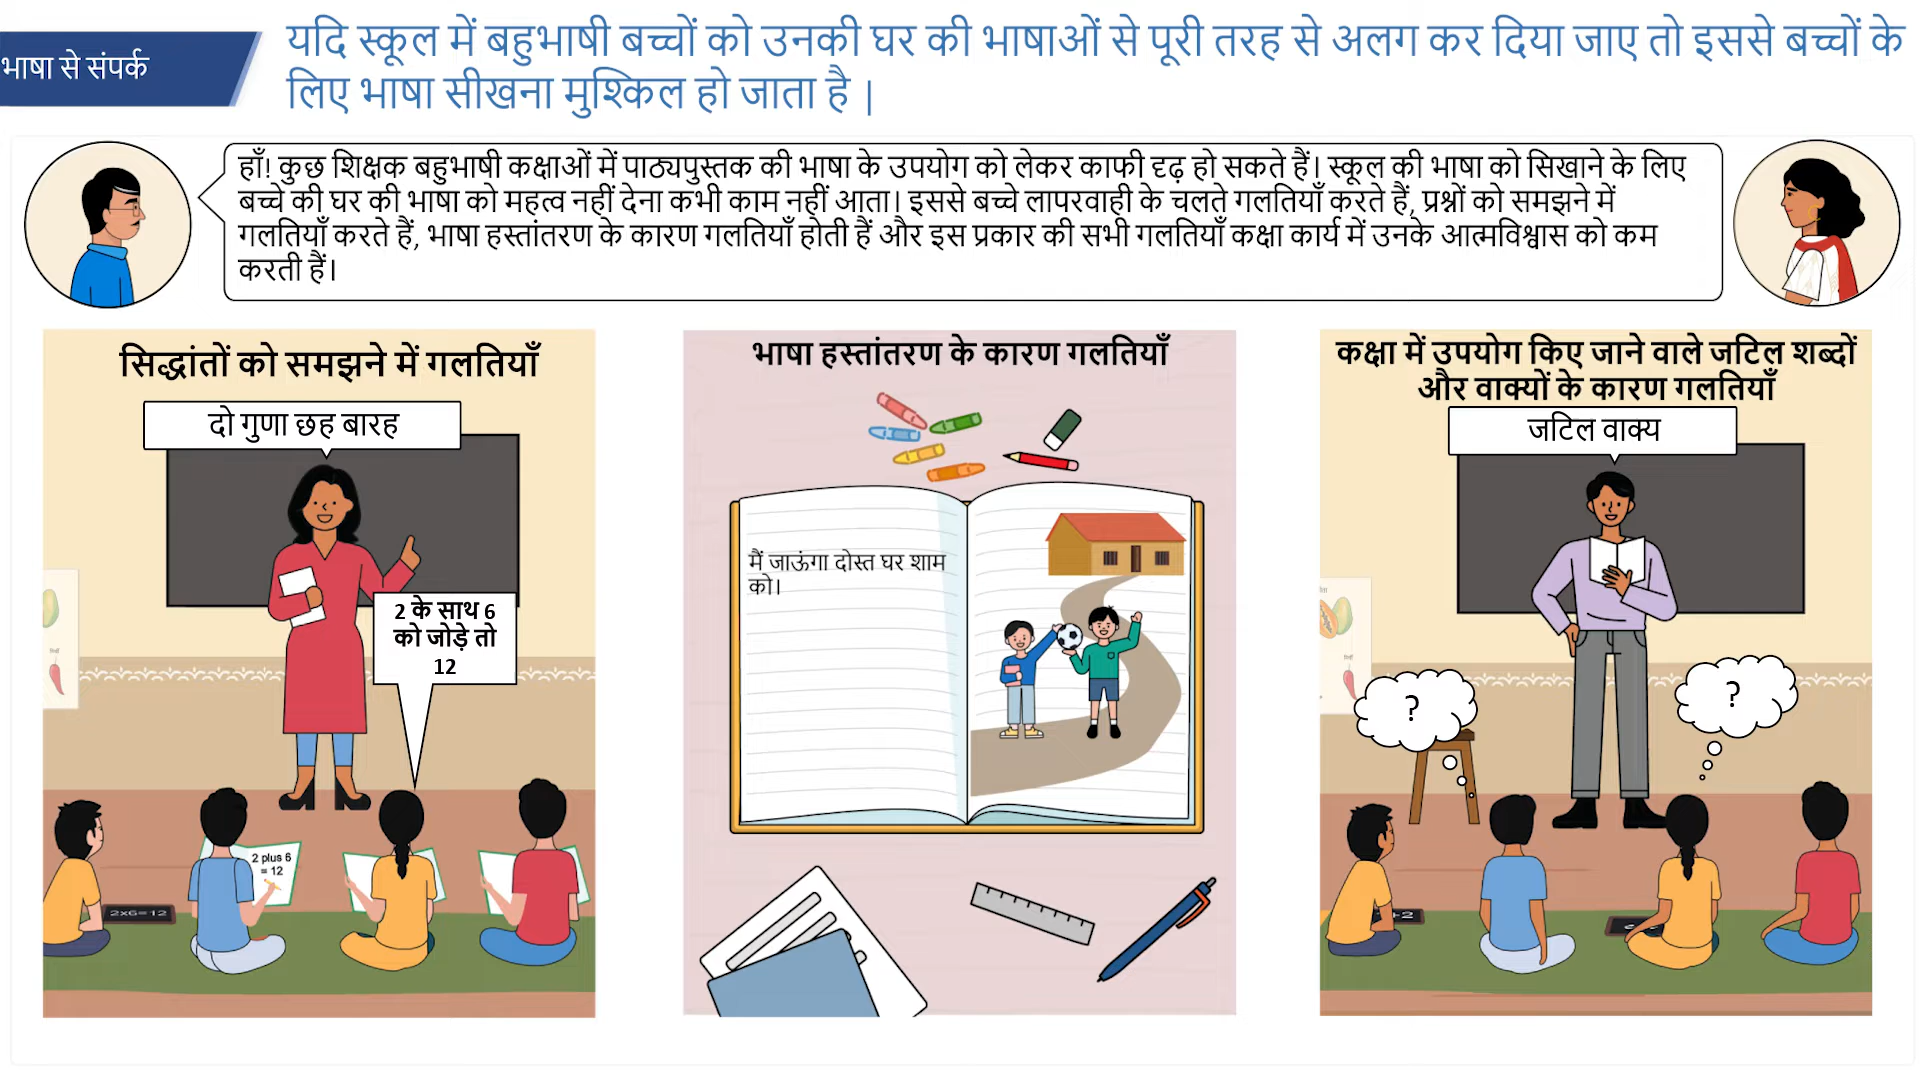 भाषा से संपर्क
यदि स्कूल में बहुभाषी बच्चों को उनकी घर की भाषाओं से पूरी तरह से अलग कर दिया जाए तो इससे बच्चों के
लिए भाषा सीखना मुश्किल हो जाता है |
हाँ! कुछ शिक्षक बहुभाषी कक्षाओं में पाठ्यपुस्तक की भाषा के उपयोग को लेकर काफी दृढ़ हो सकते हैं। स्कूल की भाषा को सिखाने के लिए
बच्चे की घर की भाषा को महत्व नहीं देना कभी काम नहीं आता। इससे बच्चे लापरवाही के चलते गलतियाँ करते हैं, प्रश्नों को समझने में
गलतियाँ करते हैं, भाषा हस्तांतरण के कारण गलतियाँ होती हैं और इस प्रकार की सभी गलतियाँ कक्षा कार्य में उनके आत्मविश्वास को कम
करती हैं।
सिद्धांतों को समझने में गलतियाँ
दो गुणा छह बारह
2 के साथ 6
को जोड़े तो
12
2 plus 6
= 12
2x6=12
भाषा हस्तांतरण के कारण गलतियाँ
मैं जाऊंगा दोस्त घर शाम
को।
कक्षा में उपयोग किए जाने वाले जटिल शब्दों
और वाक्यों के कारण गलतियाँ
जटिल वाक्य
?
?
+2